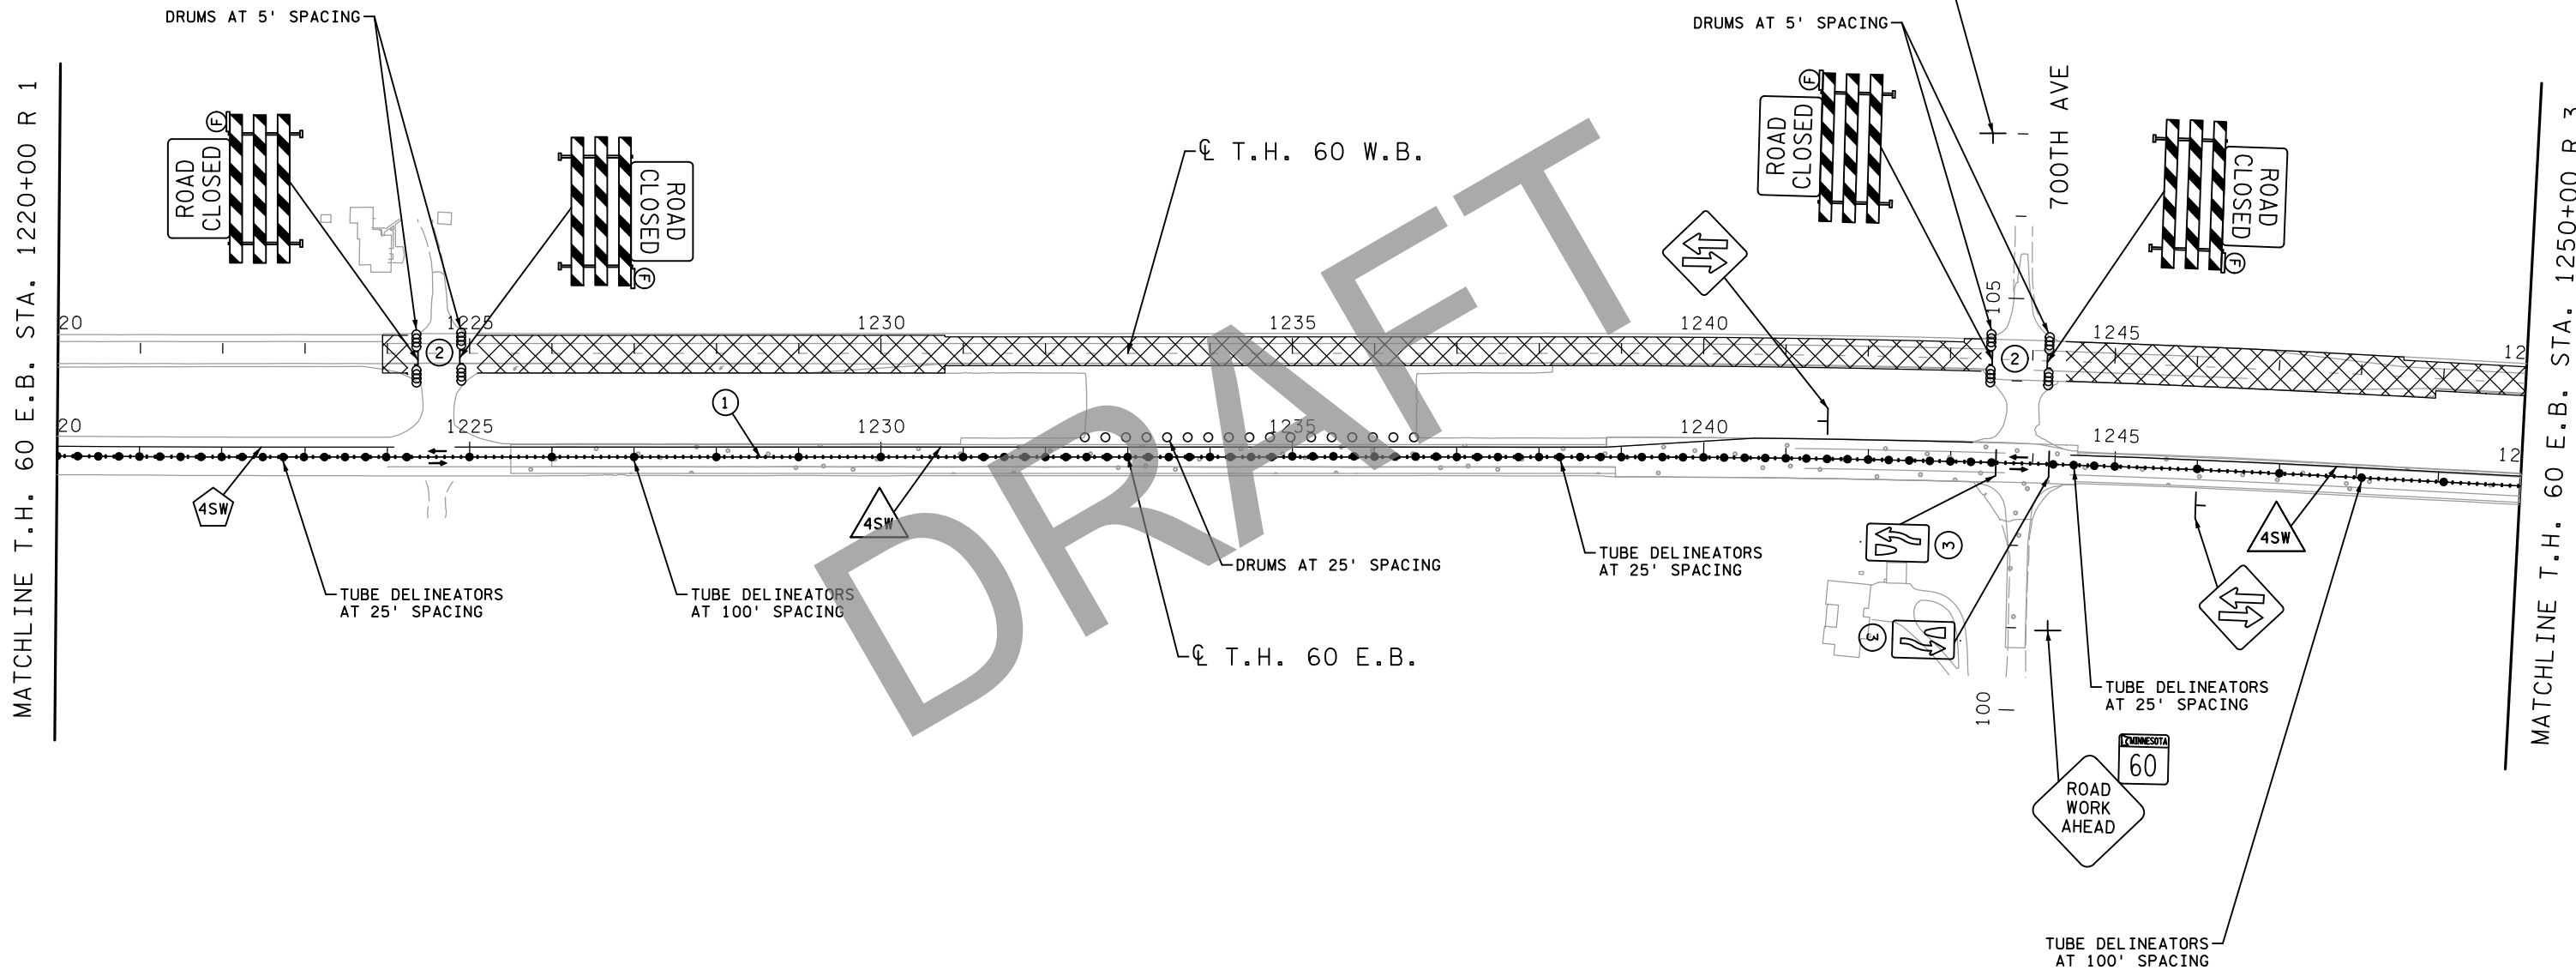 DRUMS AT 5' SPACING
DRUMS AT 5' SPACING
MATCHLINE T.H. 60 E.B. STA. 1220+00 R 1
ROAD
CLOSED
F
ROAD
CLOSED
F
℄ T.H. 60 W.B.
ROAD
CLOSED
F
700TH AVE
ROAD
CLOSED
F
MATCHLINE T.H. 60 E.B. STA. 1250+00 R 3
105
20
1225
1230
1235
1240
1245
12
2
2
1
20
1225
1230
1235
1240
1245
12
4SW
4SW
4SW
3
3
DRUMS AT 25' SPACING
TUBE DELINEATORS
AT 25' SPACING
TUBE DELINEATORS
AT 25' SPACING
TUBE DELINEATORS
AT 100' SPACING
℄ T.H. 60 E.B.
TUBE DELINEATORS
AT 25' SPACING
100
MINNESOTA
60
ROAD
WORK
AHEAD
TUBE DELINEATORS
AT 100' SPACING
DRAFT